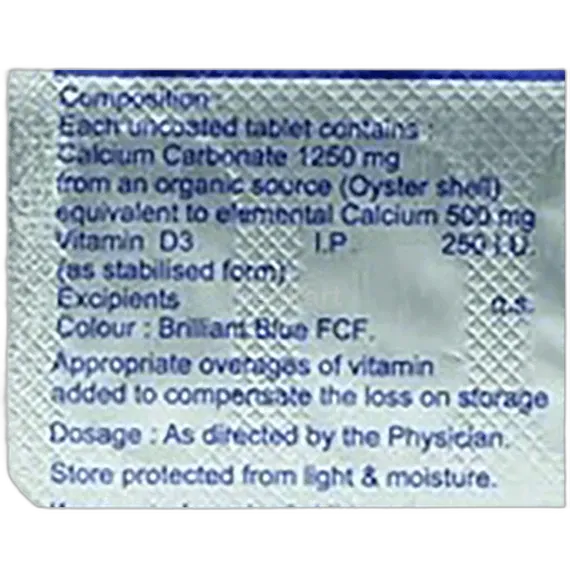 Composition :
Each uncoated tablet contains :
Calcium Carbonate 1250 mg
from an organic source (Oyster shell)
equivalent to elemental Calcium 500 mg
Vitamin D3 I.P. 250 I.U.
(as stabilised form)
Excipients q.s.
Colour : Brilliant Blue FCF.
Appropriate overages of vitamin
added to compensate the loss on storage
Dosage : As directed by the Physician.
Store protected from light & moisture.